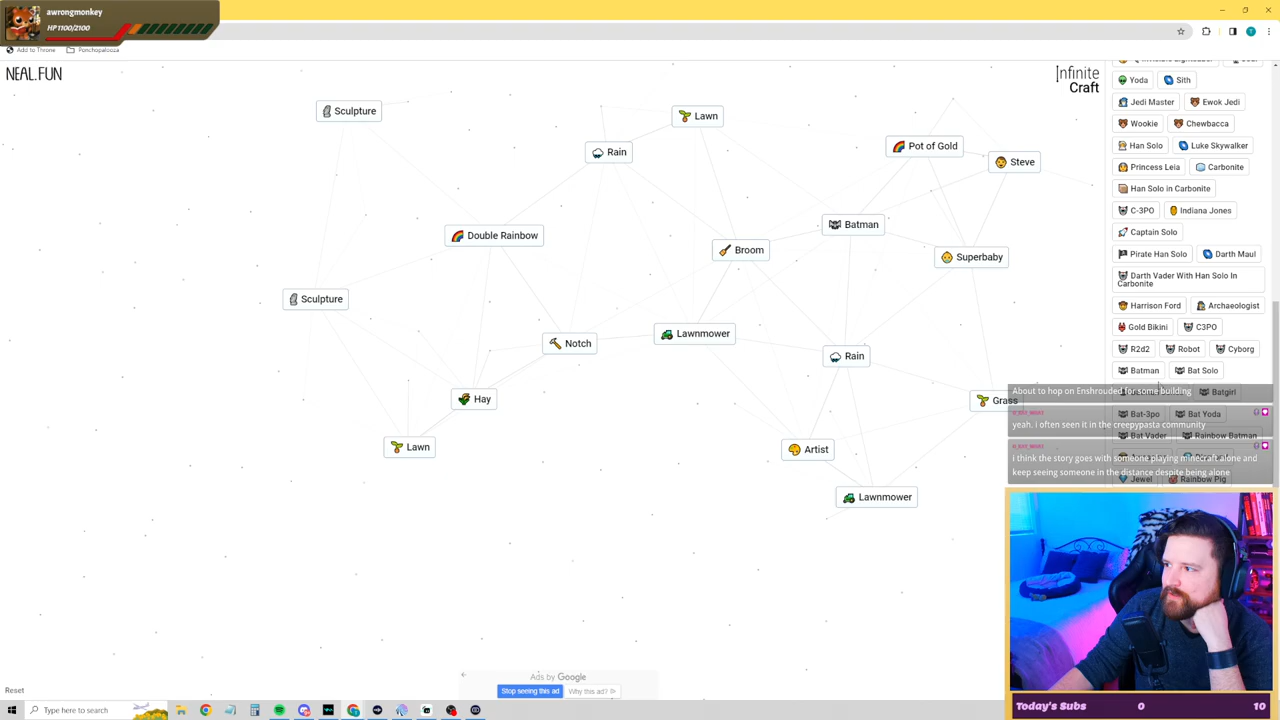 awrongmonkey
HP 1100/2100
Add to Throne
Ponchopalooza
NEAL.FUN
Infinite
Craft
Sculpture
Lawn
Rain
Pot of Gold
Steve
Double Rainbow
Batman
Broom
Superbaby
Sculpture
Lawnmower
Notch
Rain
Hay
Grass
Lawn
Artist
Lawnmower
Yoda
Sith
Jedi Master
Ewok Jedi
Wookie
Chewbacca
Han Solo
Luke Skywalker
Princess Leia
Carbonite
Han Solo in Carbonite
C-3PO
Indiana Jones
Captain Solo
Pirate Han Solo
Darth Maul
Darth Vader With Han Solo In
Carbonite
Harrison Ford
Archaeologist
Gold Bikini
C3PO
R2d2
Robot
Cyborg
Batman
Bat Solo
Batgirl
Bat-3po
Bat Yoda
Bat Vader
Rainbow Batman
Jewel
Rainbow Pig
About to hop on Enshrouded for some building
yeah. i often seen it in the creepypasta community
i think the story goes with someone playing minecraft alone and
keep seeing someone in the distance despite being alone
Ads by Google
Stop seeing this ad
Why this ad?
Reset
Type here to search
Today's Subs
0
10